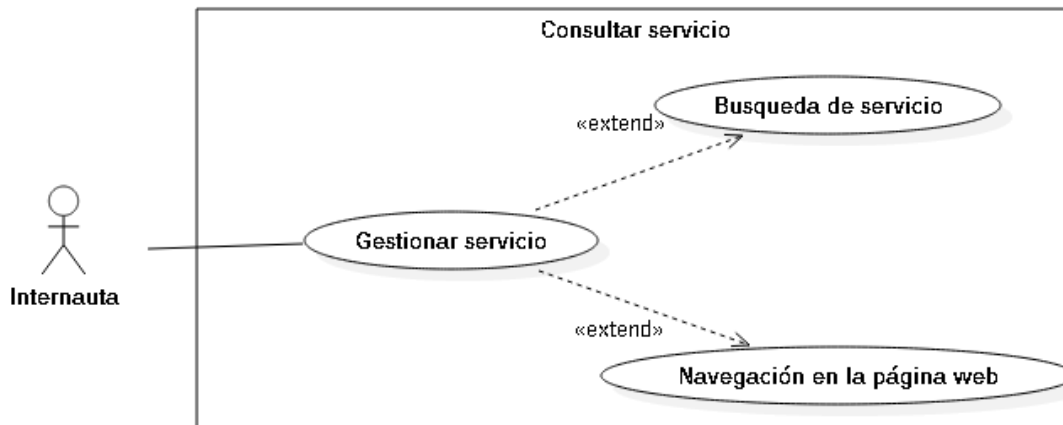 Consultar servicio
Busqueda de servicio
«extend»
Gestionar servicio
Internauta
«extend»
Navegación en la página web